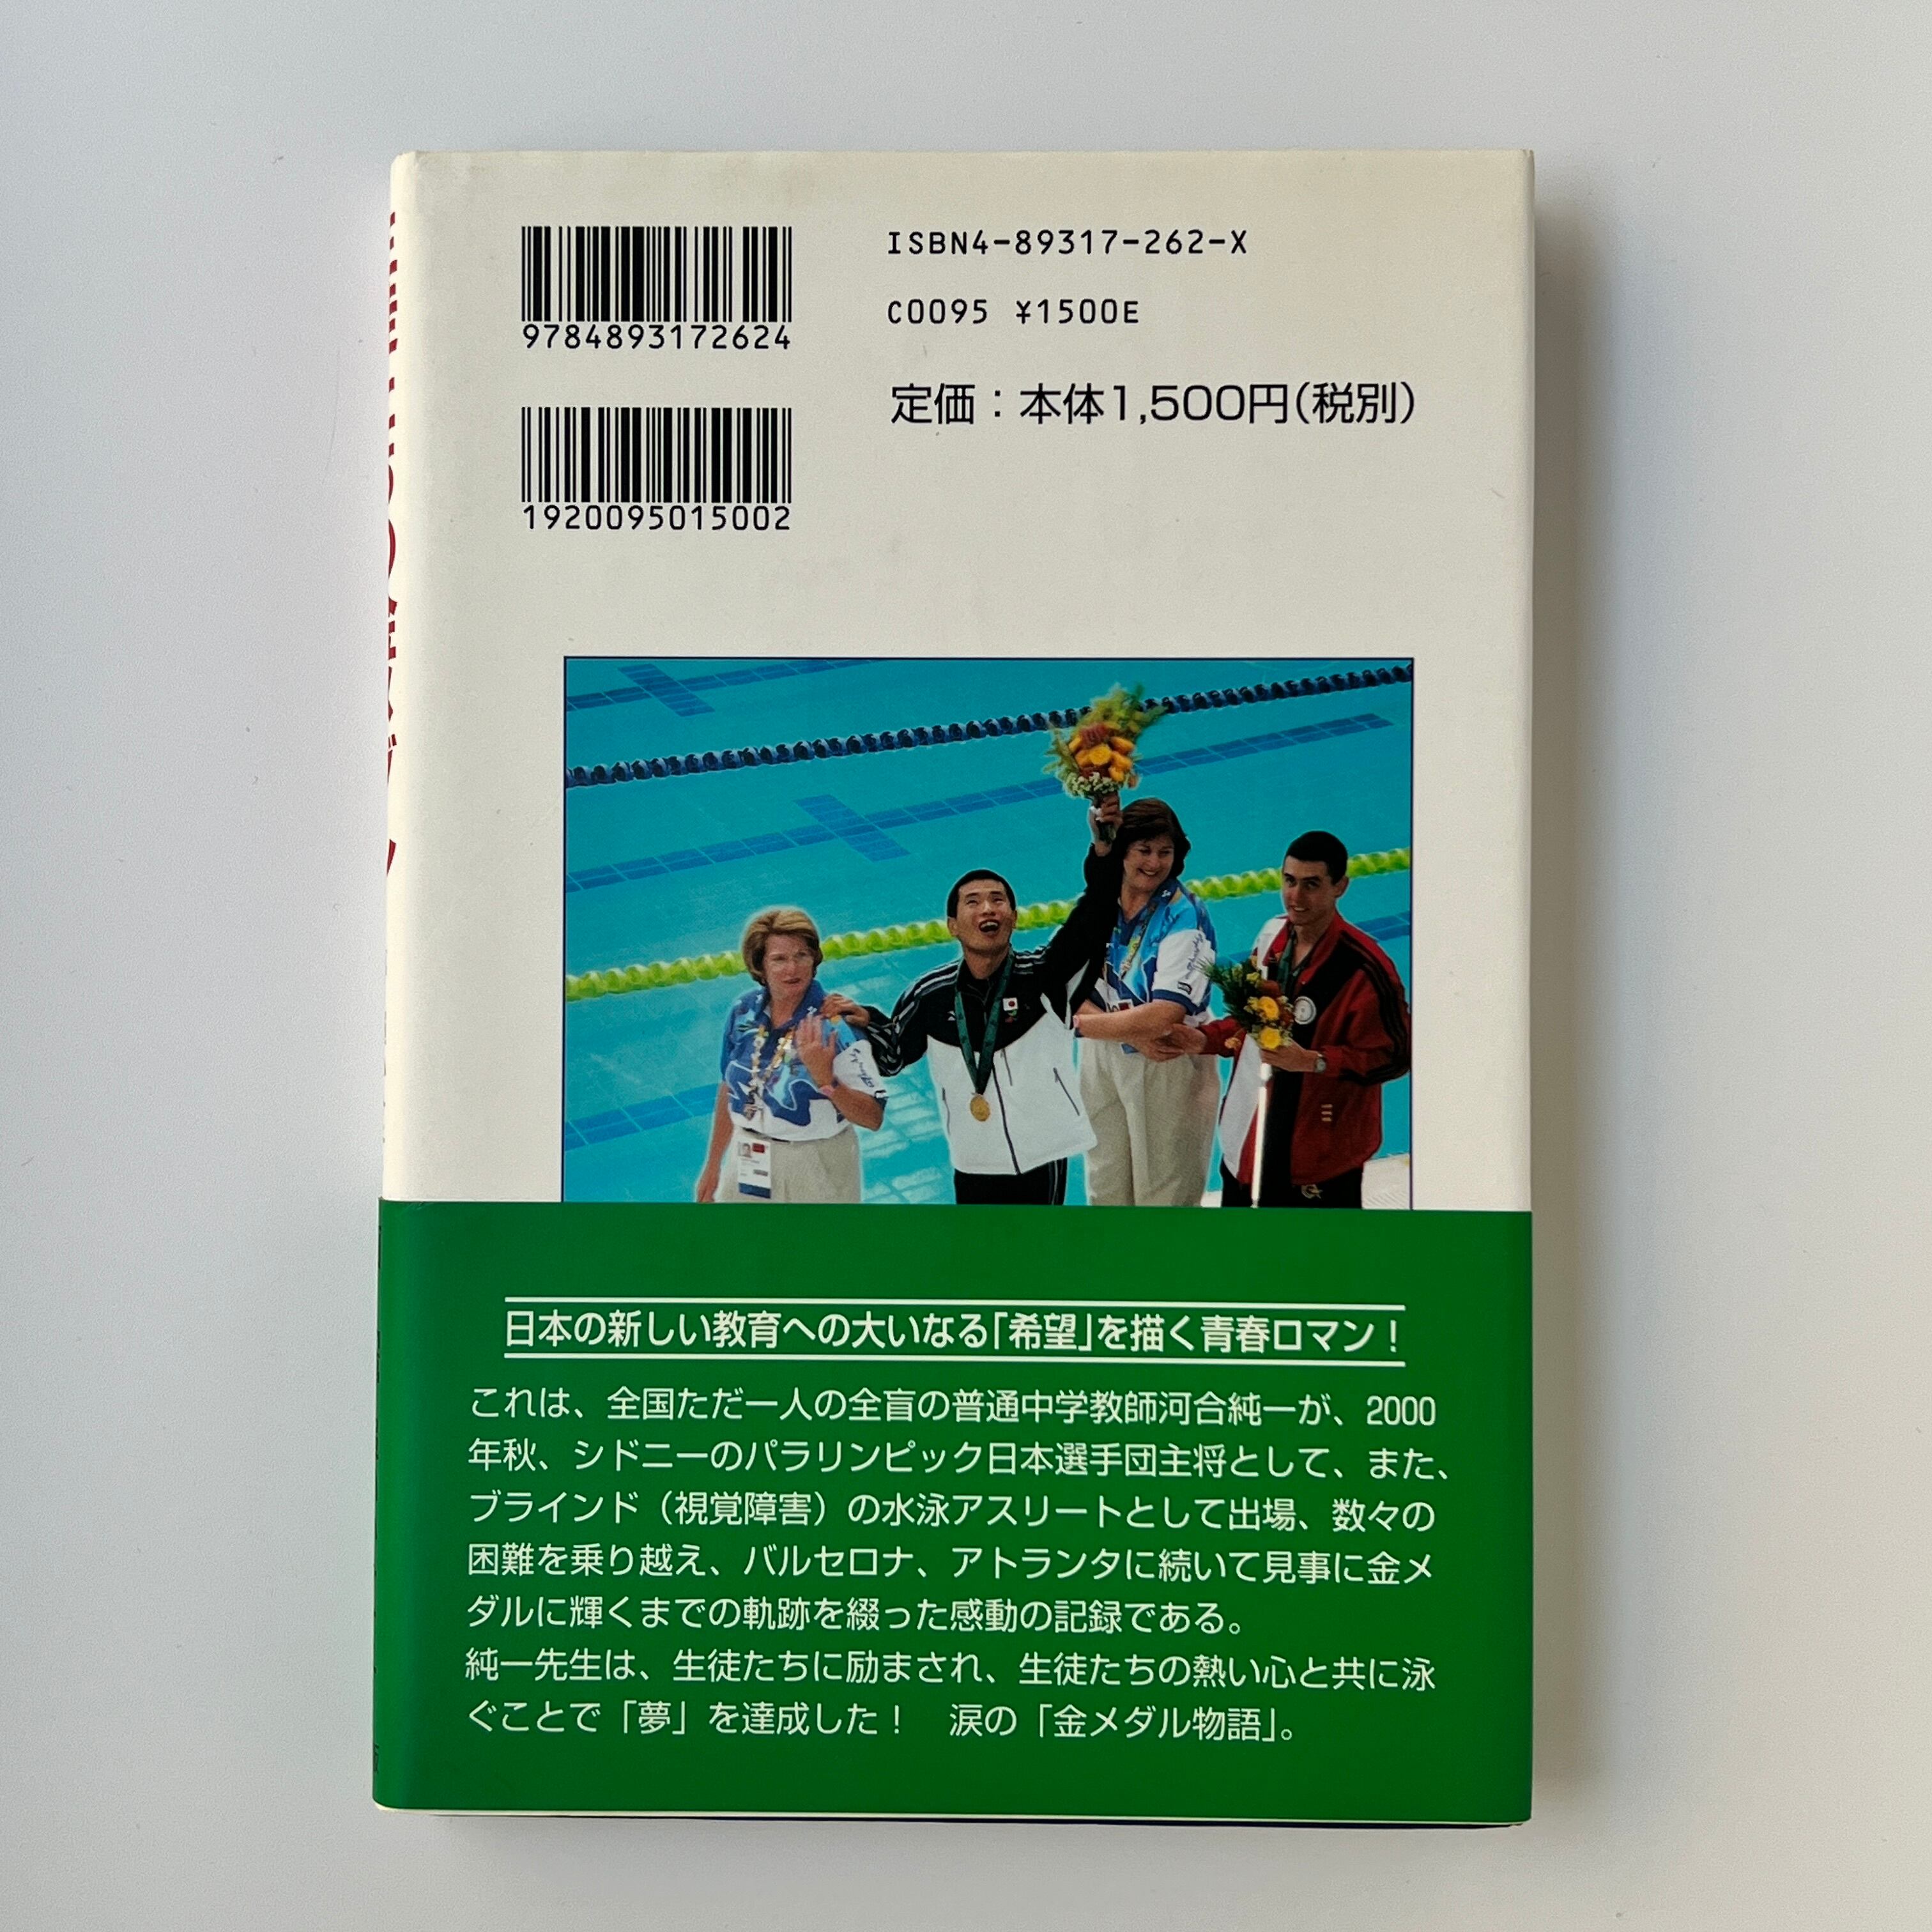 9784893172624
1920095015002
ISBN4-89317-262-X
C0095 ¥1500E
定価：本体1,500円(税別)
日本の新しい教育への大いなる「希望」を描く青春ロマン！
これは、全国ただ一人の全盲の普通中学教師河合純一が、2000
年秋、シドニーのパラリンピック日本選手団主将として、また、
ブラインド（視覚障害）の水泳アスリートとして出場、数々の
困難を乗り越え、バルセロナ、アトランタに続いて見事に金メ
ダルに輝くまでの軌跡を綴った感動の記録である。
純一先生は、生徒たちに励まされ、生徒たちの熱い心と共に泳
ぐことで「夢」を達成した！　涙の「金メダル物語」。